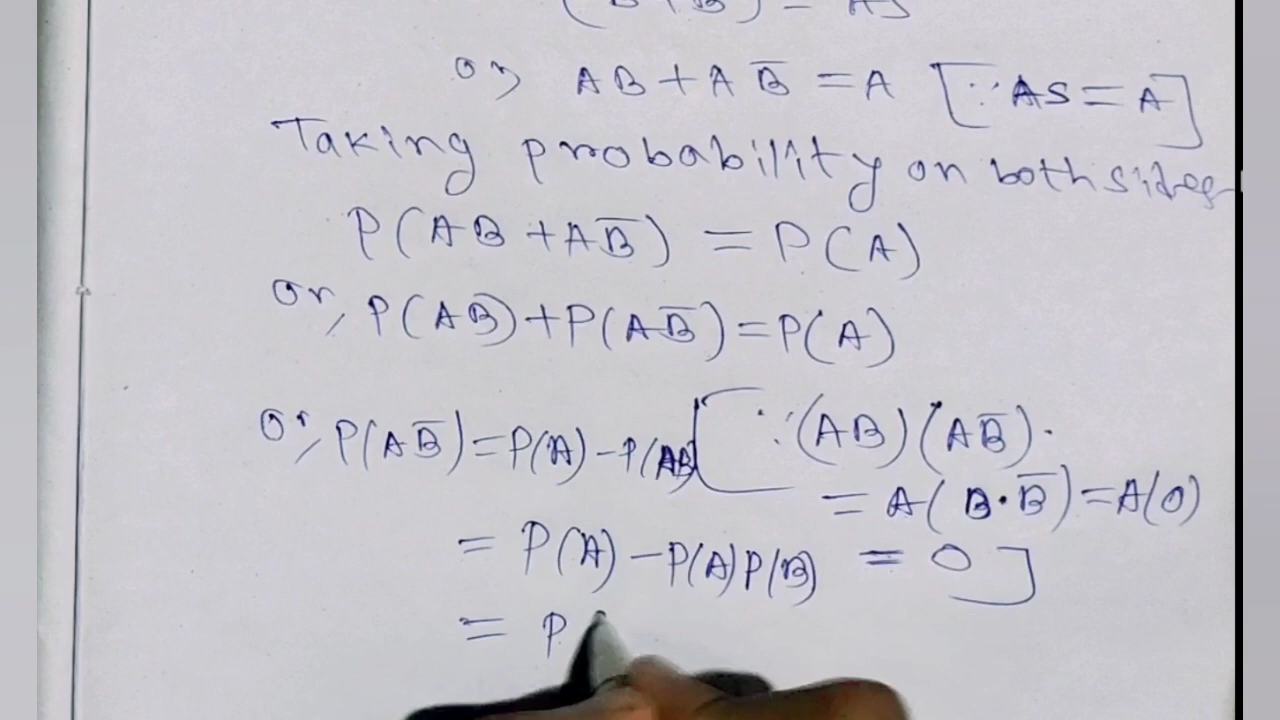 (B+B̅) = AS
or, AB + AB̅ = A [∵ AS = A]
Taking probability on both sides
P(AB + AB̅) = P(A)
or, P(AB) + P(AB̅) = P(A)
or, P(AB̅) = P(A) - P(AB) [∵ (AB)(AB̅).
= A(B·B̅) = A(0)
= P(A) - P(A)P(B) = 0]
= P